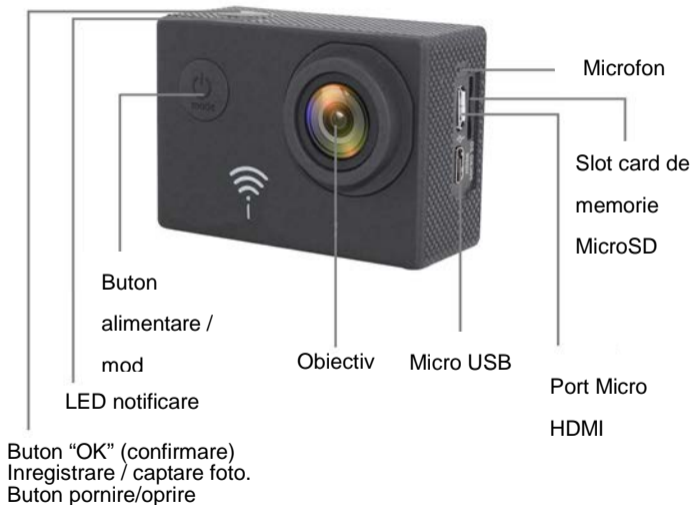 mode
Microfon
Slot card de
memorie
MicroSD
Buton
alimentare /
mod
Obiectiv
Micro USB
Port Micro
HDMI
LED notificare
Buton “OK” (confirmare)
Inregistrare / captare foto.
Buton pornire/oprire